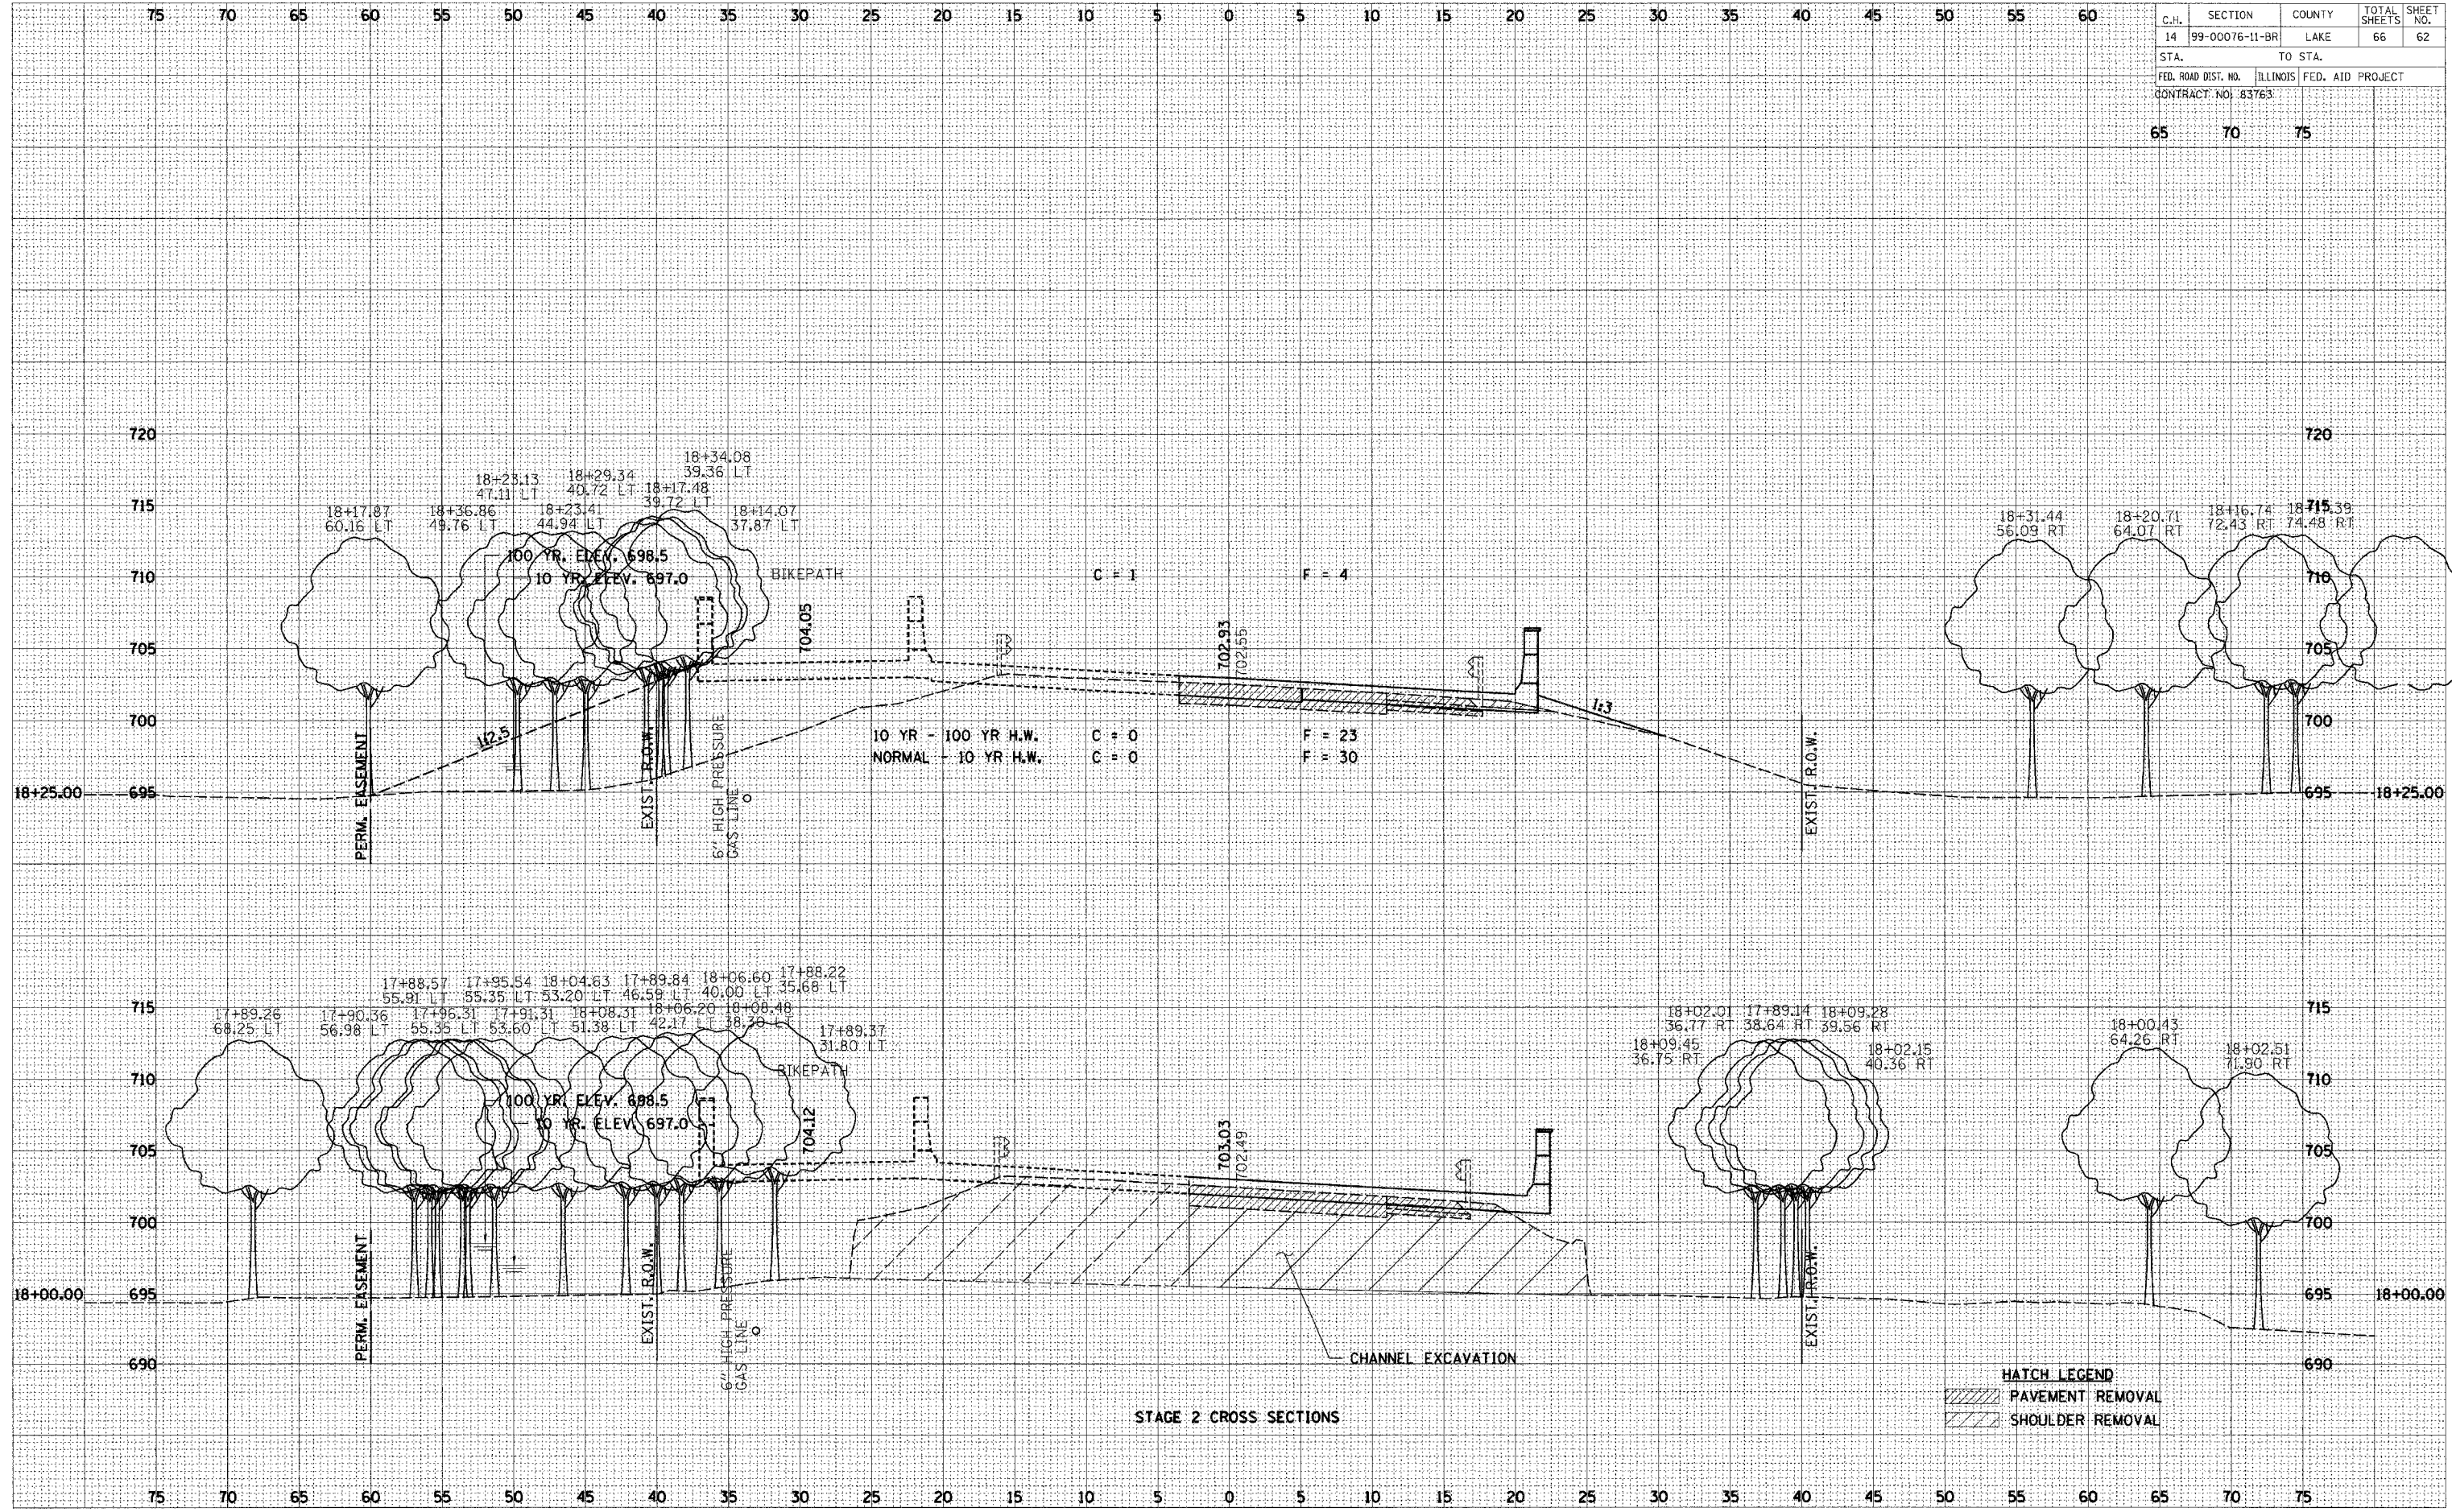 75 70 65 60 55 50 45 40 35 30 25 20 15 10 5 0 5 10 15 20 25 30 35 40 45 50 55 60
C.H. SECTION COUNTY TOTAL SHEETS SHEET NO.
14 99-00076-11-BR LAKE 66 62
STA. TO STA.
FED. ROAD DIST. NO. ILLINOIS FED. AID PROJECT
CONTRACT NO: 83763
65 70 75
720 720
18+34.08
39.36 LT
18+23.13
47.11 LT
18+29.34
40.72 LT
18+17.48
39.72 LT
715 715
18+17.87
60.16 LT
18+36.86
49.76 LT
18+23.41
44.94 LT
18+14.07
37.87 LT
18+31.44
56.09 RT
18+20.71
64.07 RT
18+16.74
72.43 RT
74.48 RT
100 YR. ELEV. 698.5
10 YR. ELEV. 697.0
BIKEPATH
C = 1 F = 4
710 710
704.05
702.93
702.55
705 705
700 700
1:2.5
1:3
10 YR - 100 YR H.W. C = 0 F = 23
NORMAL - 10 YR H.W. C = 0 F = 30
PERM. EASEMENT
EXIST. R.O.W.
6" HIGH PRESSURE
GAS LINE
EXIST. R.O.W.
18+25.00 695 695 18+25.00
17+88.57
55.91 LT
17+95.54
55.35 LT
18+04.63
53.20 LT
17+89.84
46.59 LT
18+06.60
40.00 LT
17+88.22
35.68 LT
715 715
17+89.26
68.25 LT
17+90.36
56.98 LT
17+96.31
55.35 LT
17+91.31
53.60 LT
18+08.31
51.38 LT
18+06.20
42.17 LT
18+08.48
38.30 LT
17+89.37
31.80 LT
18+02.01
36.77 RT
17+89.14
38.64 RT
18+09.28
39.56 RT
18+09.45
36.75 RT
18+02.15
40.36 RT
18+00.43
64.26 RT
18+02.51
71.90 RT
BIKEPATH
710 710
100 YR. ELEV. 698.5
10 YR. ELEV. 697.0
704.12
703.03
702.49
705 705
700 700
PERM. EASEMENT
EXIST. R.O.W.
6" HIGH PRESSURE
GAS LINE
EXIST. R.O.W.
18+00.00 695 695 18+00.00
690 690
CHANNEL EXCAVATION
HATCH LEGEND
PAVEMENT REMOVAL
SHOULDER REMOVAL
STAGE 2 CROSS SECTIONS
75 70 65 60 55 50 45 40 35 30 25 20 15 10 5 0 5 10 15 20 25 30 35 40 45 50 55 60 65 70 75